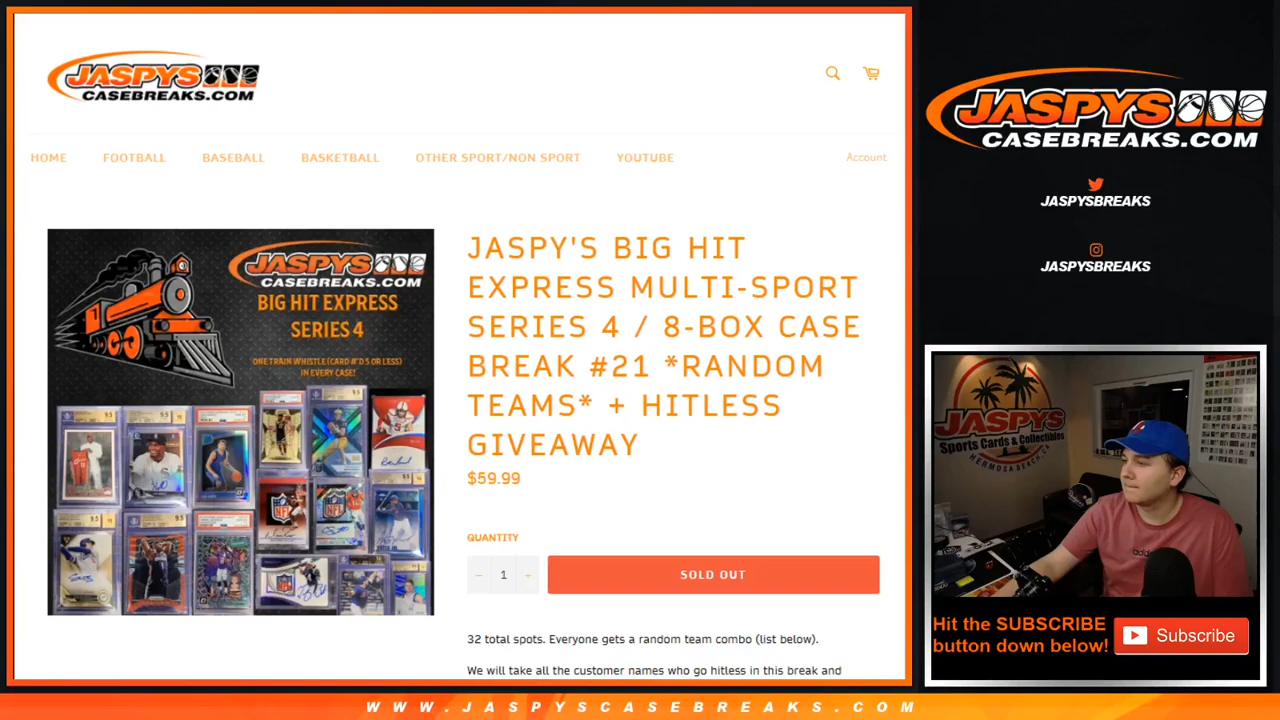 JASPYS
CASEBREAKS.COM
HOME FOOTBALL BASEBALL BASKETBALL OTHER SPORT/NON SPORT YOUTUBE Account
JASPYS
CASEBREAKS.COM
BIG HIT EXPRESS
SERIES 4
ONE TRAIN WHISTLE (CARD #'D 5 OR LESS)
IN EVERY CASE!
JASPY'S BIG HIT
EXPRESS MULTI-SPORT
SERIES 4 / 8-BOX CASE
BREAK #21 *RANDOM
TEAMS* + HITLESS
GIVEAWAY
$59.99
QUANTITY
− 1 +
SOLD OUT
32 total spots. Everyone gets a random team combo (list below).
We will take all the customer names who go hitless in this break and
JASPYS
CASEBREAKS.COM
JASPYSBREAKS
JASPYSBREAKS
JASPYS
Sports Cards & Collectibles
HERMOSA BEACH, CA
adidas
Hit the SUBSCRIBE
button down below!
Subscribe
WWW.JASPYSCASEBREAKS.COM